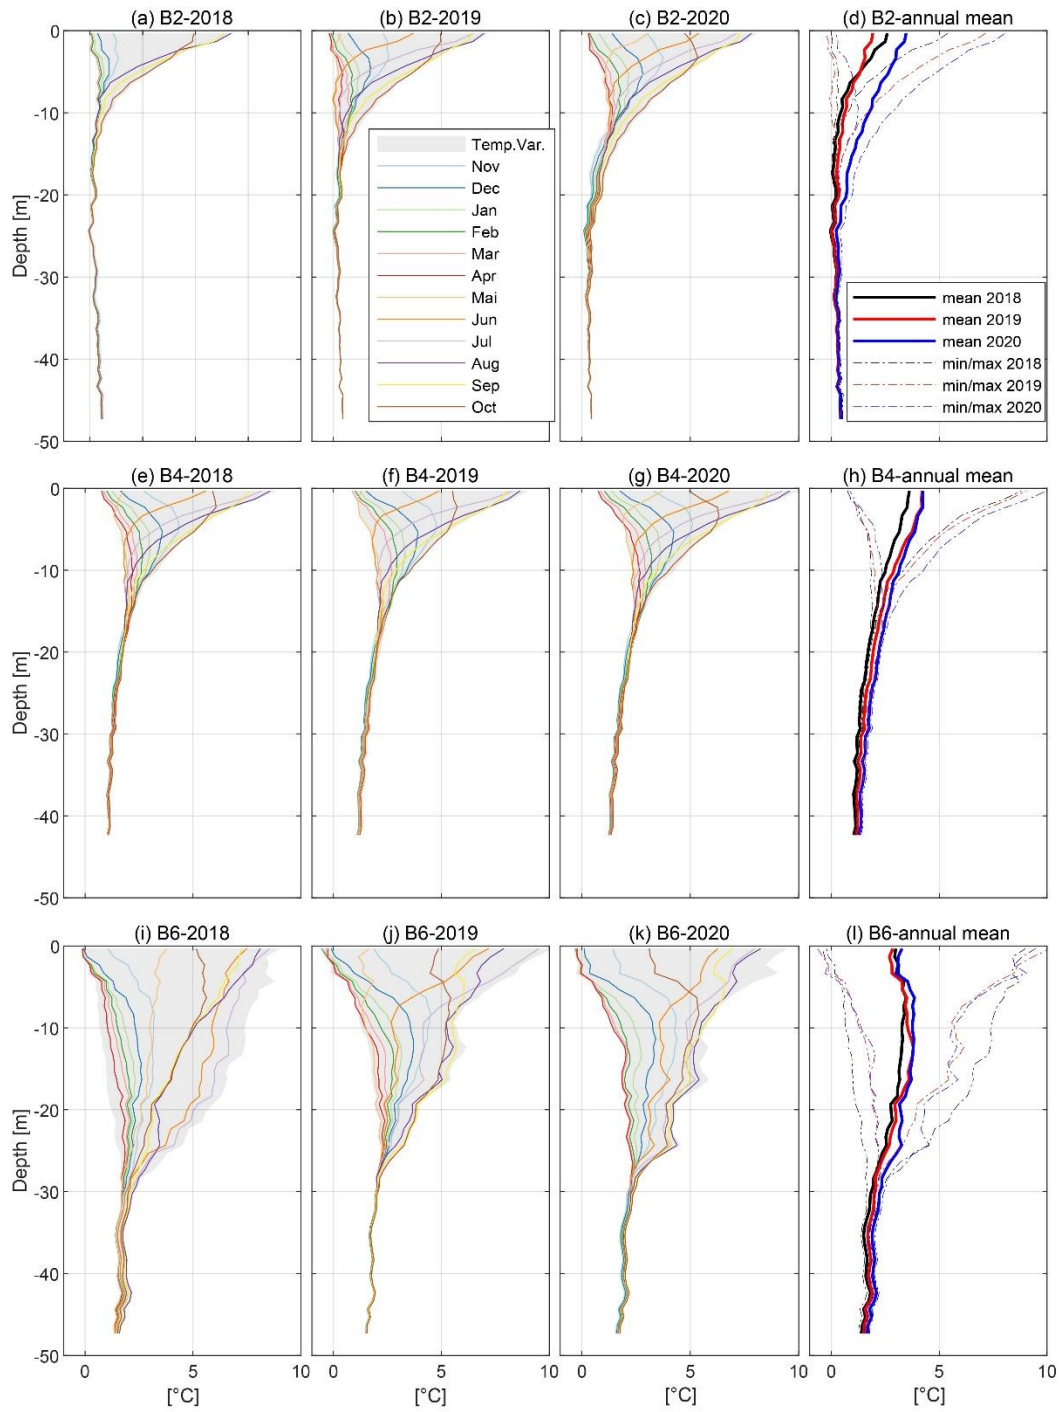 (a) B2-2018
(b) B2-2019
(c) B2-2020
(d) B2-annual mean
0
-10
-20
-30
-40
-50
Depth [m]
Temp.Var.
Nov
Dec
Jan
Feb
Mar
Apr
Mai
Jun
Jul
Aug
Sep
Oct
mean 2018
mean 2019
mean 2020
min/max 2018
min/max 2019
min/max 2020
(e) B4-2018
(f) B4-2019
(g) B4-2020
(h) B4-annual mean
0
-10
-20
-30
-40
-50
Depth [m]
(i) B6-2018
(j) B6-2019
(k) B6-2020
(l) B6-annual mean
0
-10
-20
-30
-40
-50
Depth [m]
0 5 10 0 5 0 5 10 0 5 10
[°C] [°C] [°C] [°C]